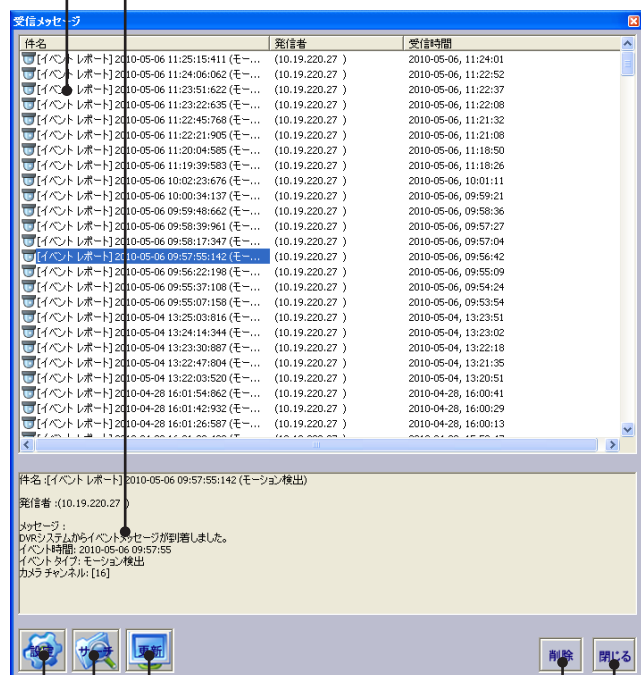 受信メッセージ
件名 発信者 受信時間
[イベント レポート] 2010-05-06 11:25:15:411 (モー... (10.19.220.27 ) 2010-05-06, 11:24:01
[イベント レポート] 2010-05-06 11:24:06:062 (モー... (10.19.220.27 ) 2010-05-06, 11:22:52
[イベント レポート] 2010-05-06 11:23:51:622 (モー... (10.19.220.27 ) 2010-05-06, 11:22:37
[イベント レポート] 2010-05-06 11:23:22:635 (モー... (10.19.220.27 ) 2010-05-06, 11:22:08
[イベント レポート] 2010-05-06 11:22:45:768 (モー... (10.19.220.27 ) 2010-05-06, 11:21:32
[イベント レポート] 2010-05-06 11:22:21:905 (モー... (10.19.220.27 ) 2010-05-06, 11:21:08
[イベント レポート] 2010-05-06 11:20:04:585 (モー... (10.19.220.27 ) 2010-05-06, 11:18:50
[イベント レポート] 2010-05-06 11:19:39:583 (モー... (10.19.220.27 ) 2010-05-06, 11:18:26
[イベント レポート] 2010-05-06 10:02:23:676 (モー... (10.19.220.27 ) 2010-05-06, 10:01:11
[イベント レポート] 2010-05-06 10:00:34:137 (モー... (10.19.220.27 ) 2010-05-06, 09:59:21
[イベント レポート] 2010-05-06 09:59:48:662 (モー... (10.19.220.27 ) 2010-05-06, 09:58:36
[イベント レポート] 2010-05-06 09:58:39:961 (モー... (10.19.220.27 ) 2010-05-06, 09:57:27
[イベント レポート] 2010-05-06 09:58:17:347 (モー... (10.19.220.27 ) 2010-05-06, 09:57:04
[イベント レポート] 2010-05-06 09:57:55:142 (モー... (10.19.220.27 ) 2010-05-06, 09:56:42
[イベント レポート] 2010-05-06 09:56:22:198 (モー... (10.19.220.27 ) 2010-05-06, 09:55:09
[イベント レポート] 2010-05-06 09:55:37:108 (モー... (10.19.220.27 ) 2010-05-06, 09:54:24
[イベント レポート] 2010-05-06 09:55:07:158 (モー... (10.19.220.27 ) 2010-05-06, 09:53:54
[イベント レポート] 2010-05-04 13:25:03:816 (モー... (10.19.220.27 ) 2010-05-04, 13:23:51
[イベント レポート] 2010-05-04 13:24:14:344 (モー... (10.19.220.27 ) 2010-05-04, 13:23:02
[イベント レポート] 2010-05-04 13:23:30:887 (モー... (10.19.220.27 ) 2010-05-04, 13:22:18
[イベント レポート] 2010-05-04 13:22:47:804 (モー... (10.19.220.27 ) 2010-05-04, 13:21:35
[イベント レポート] 2010-05-04 13:22:03:520 (モー... (10.19.220.27 ) 2010-05-04, 13:20:51
[イベント レポート] 2010-04-28 16:01:54:862 (モー... (10.19.220.27 ) 2010-04-28, 16:00:41
[イベント レポート] 2010-04-28 16:01:42:932 (モー... (10.19.220.27 ) 2010-04-28, 16:00:29
[イベント レポート] 2010-04-28 16:01:26:587 (モー... (10.19.220.27 ) 2010-04-28, 16:00:13
件名 :[イベント レポート] 2010-05-06 09:57:55:142 (モーション検出)
発信者 :(10.19.220.27 )
メッセージ :
DVRシステムからイベントメッセージが到着しました。
イベント時間: 2010-05-06 09:57:55
イベント タイプ: モーション検出
カメラ チャンネル: [16]
設定 サーチ 更新 削除 閉じる